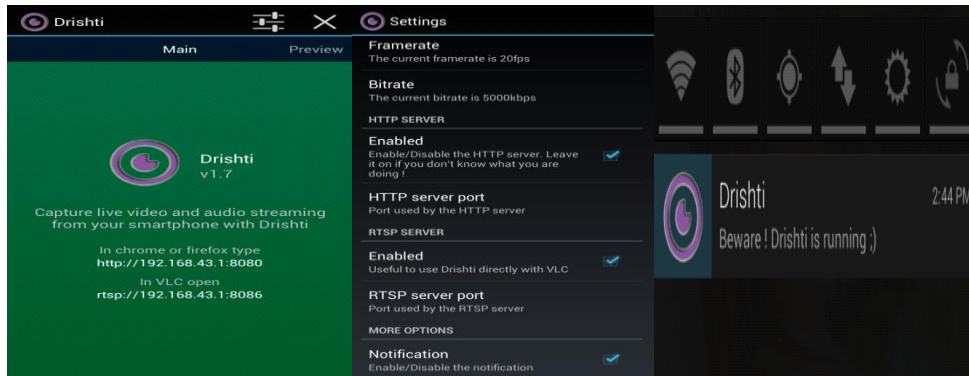 Drishti
Main Preview
Drishti
v1.7
Capture live video and audio streaming
from your smartphone with Drishti
In chrome or firefox type
http://192.168.43.1:8080
In VLC open
rtsp://192.168.43.1:8086
Settings
Framerate
The current framerate is 20fps
Bitrate
The current bitrate is 5000kbps
HTTP SERVER
Enabled
Enable/Disable the HTTP server. Leave
it on if you don't know what you are
doing !
HTTP server port
Port used by the HTTP server
RTSP SERVER
Enabled
Useful to use Drishti directly with VLC
RTSP server port
Port used by the RTSP server
MORE OPTIONS
Notification
Enable/Disable the notification
Drishti 2:44 PM
Beware ! Drishti is running ;)